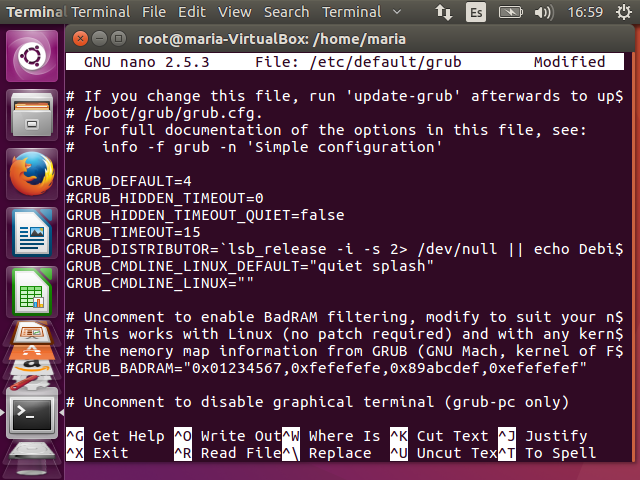 Terminal Terminal File Edit View Search Terminal Es 16:59
root@maria-VirtualBox: /home/maria
GNU nano 2.5.3 File: /etc/default/grub Modified
# If you change this file, run 'update-grub' afterwards to up$
# /boot/grub/grub.cfg.
# For full documentation of the options in this file, see:
#   info -f grub -n 'Simple configuration'
GRUB_DEFAULT=4
#GRUB_HIDDEN_TIMEOUT=0
GRUB_HIDDEN_TIMEOUT_QUIET=false
GRUB_TIMEOUT=15
GRUB_DISTRIBUTOR=`lsb_release -i -s 2> /dev/null || echo Debi$
GRUB_CMDLINE_LINUX_DEFAULT="quiet splash"
GRUB_CMDLINE_LINUX=""
# Uncomment to enable BadRAM filtering, modify to suit your n$
# This works with Linux (no patch required) and with any kern$
# the memory map information from GRUB (GNU Mach, kernel of F$
#GRUB_BADRAM="0x01234567,0xfefefefe,0x89abcdef,0xefefefef"
# Uncomment to disable graphical terminal (grub-pc only)
^G Get Help ^O Write Out^W Where Is ^K Cut Text ^J Justify
^X Exit ^R Read File^\ Replace ^U Uncut Tex^T To Spell